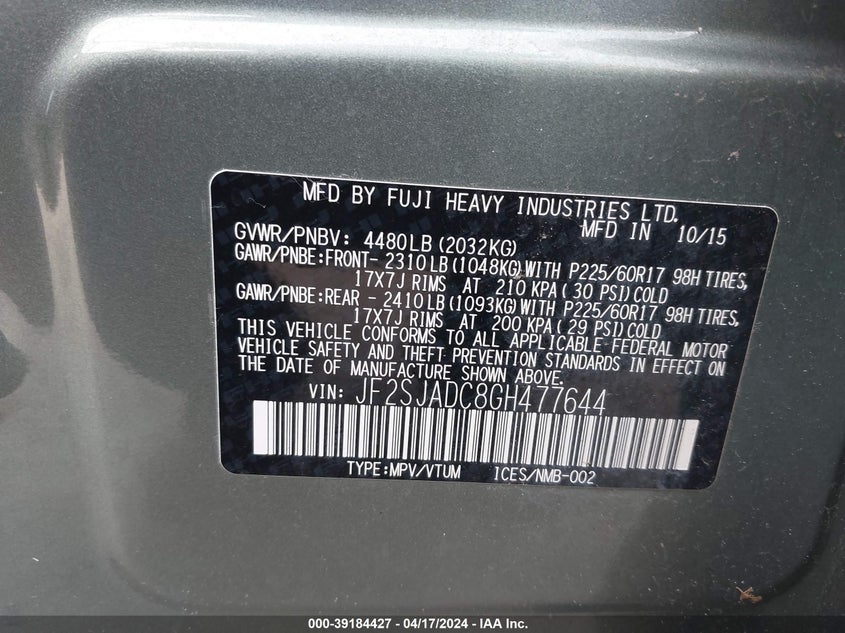 MFD BY FUJI HEAVY INDUSTRIES LTD.
MFD IN 10/15
GVWR/PNBV: 4480LB(2032KG)
GAWR/PNBE:FRONT- 2310LB(1048KG)WITH P225/60R17 98H TIRES,
17X7J RIMS AT 210 KPA(30 PSI)COLD
GAWR/PNBE:REAR - 2410LB(1093KG)WITH P225/60R17 98H TIRES,
17X7J RIMS AT 200 KPA(29 PSI)COLD
THIS VEHICLE CONFORMS TO ALL APPLICABLE FEDERAL MOTOR
VEHICLE SAFETY AND THEFT PREVENTION STANDARDS IN EFFECT ON
THE DATE OF MANUFACTURE SHOWN ABOVE.
VIN: JF2SJADC8GH477644
TYPE:MPV/VTUM ICES/NMB-002
000-39184427 - 04/17/2024 - IAA Inc.